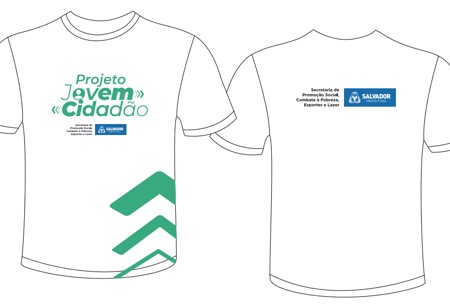 Projeto
Jovem
Cidadão
Secretaria de
Promoção Social,
Combate à Pobreza,
Esportes e Lazer
SALVADOR
PREFEITURA
Secretaria de
Promoção Social,
Combate à Pobreza,
Esportes e Lazer
SALVADOR
PREFEITURA